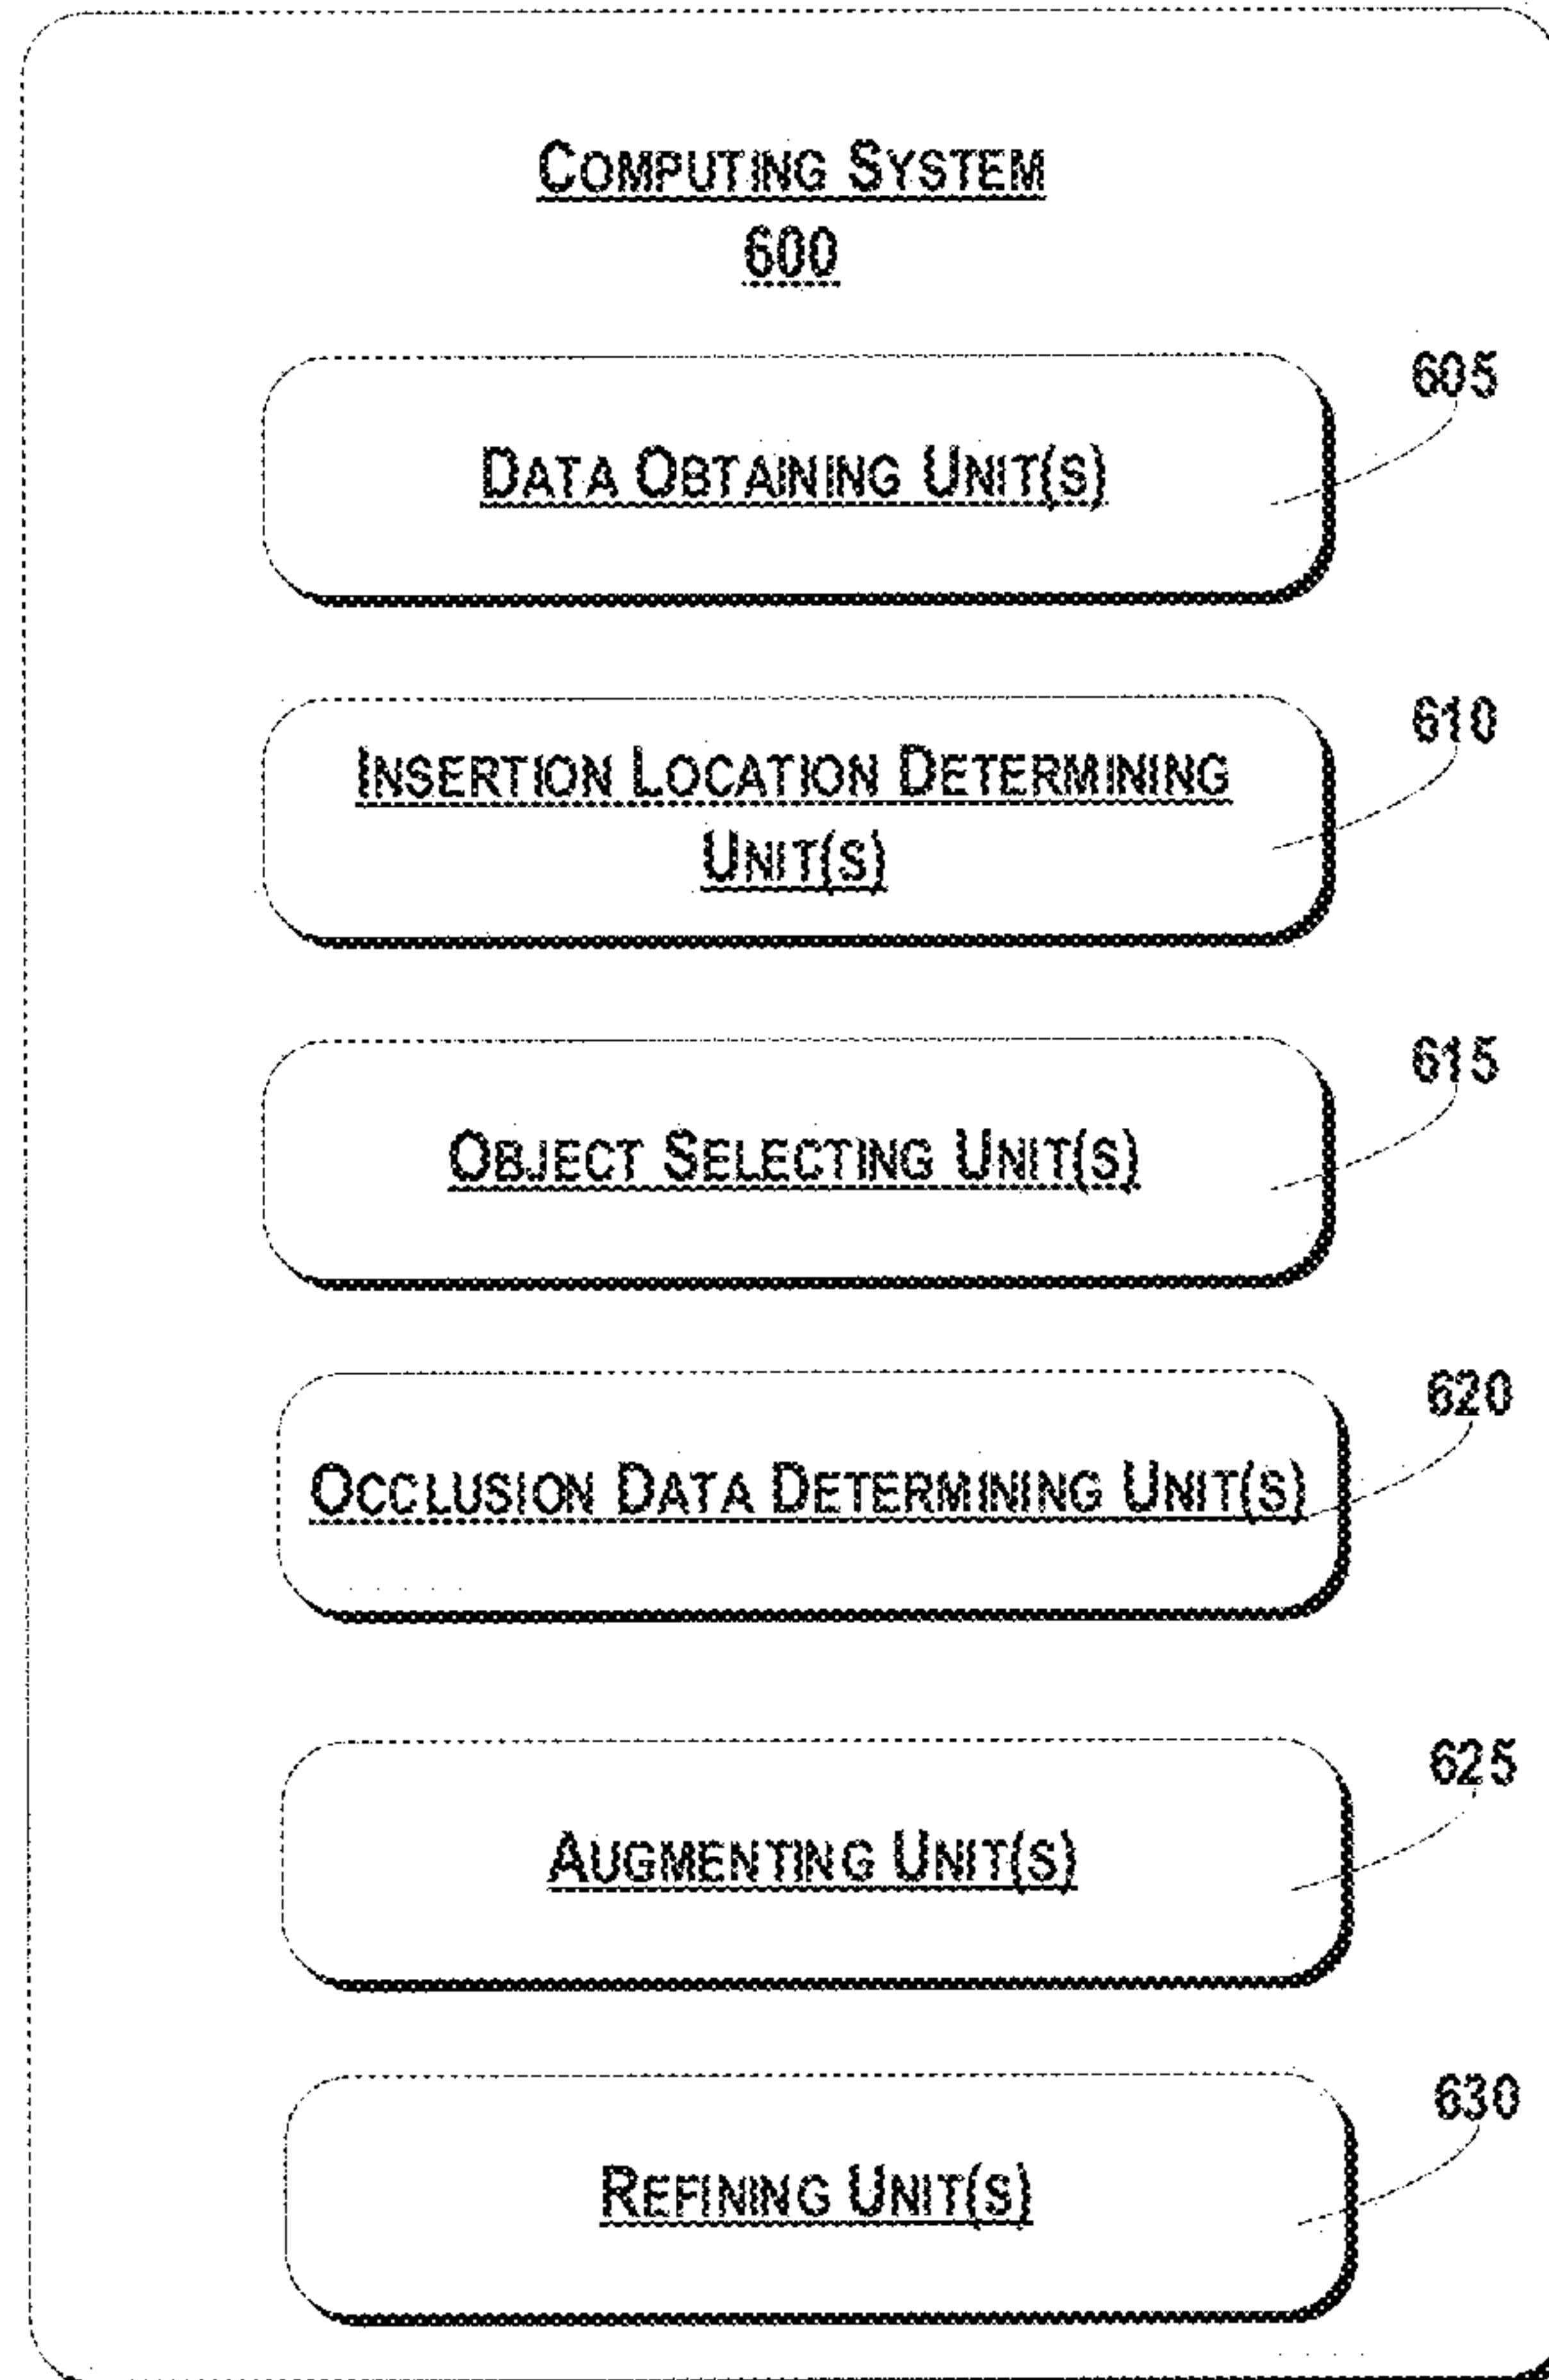 COMPUTING SYSTEM
600
605
DATA OBTAINING UNIT(S)
610
INSERTION LOCATION DETERMINING
UNIT(S)
615
OBJECT SELECTING UNIT(S)
620
OCCLUSION DATA DETERMINING UNIT(S)
625
AUGMENTING UNIT(S)
630
REFINING UNIT(S)